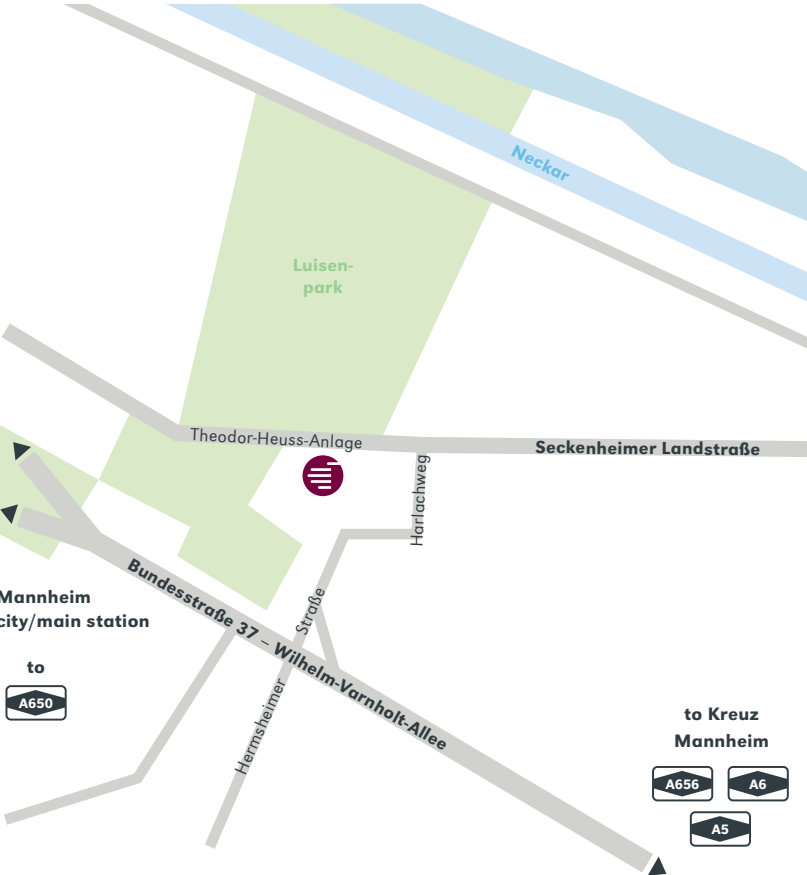 Neckar
Luisen-
park
Theodor-Heuss-Anlage
Seckenheimer Landstraße
Harlachweg
Bundesstraße 37 – Wilhelm-Varnholt-Allee
Hermsheimer Straße
Mannheim
city/main station
to
A650
to Kreuz
Mannheim
A656 A6
A5